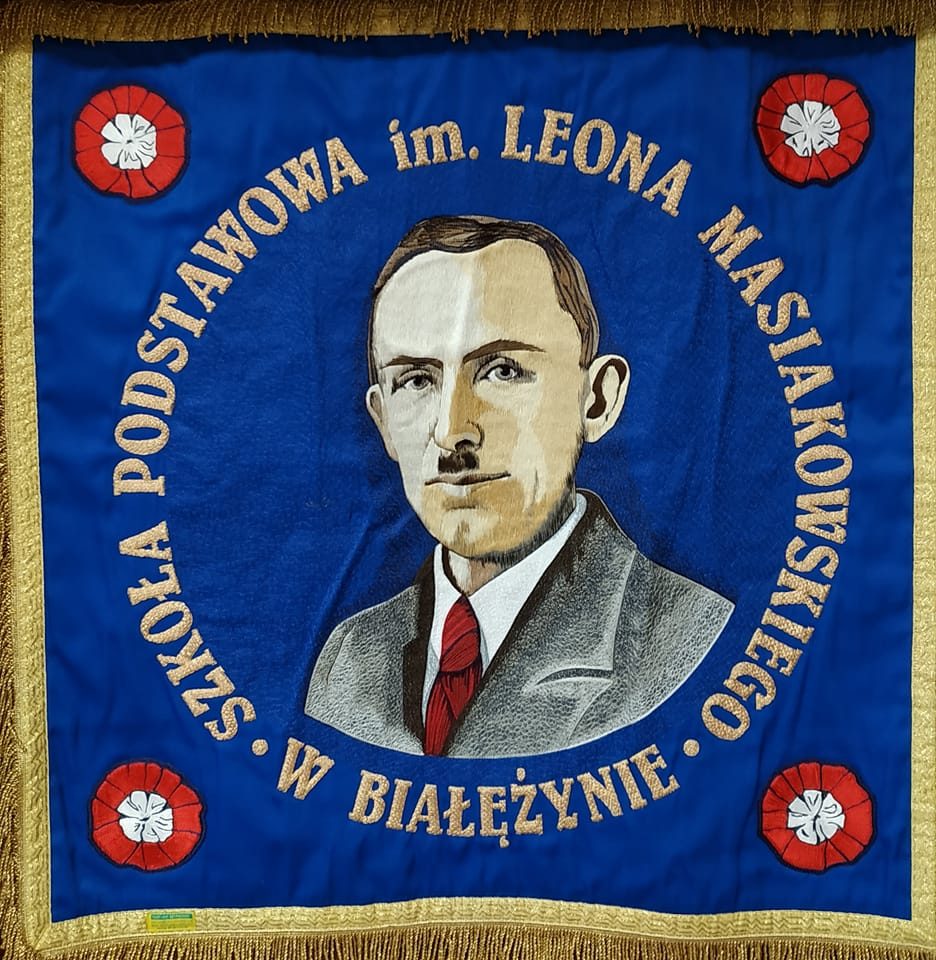 SZKOŁA PODSTAWOWA im. LEONA MASIAKOWSKIEGO
• W BIAŁĘŻYNIE •